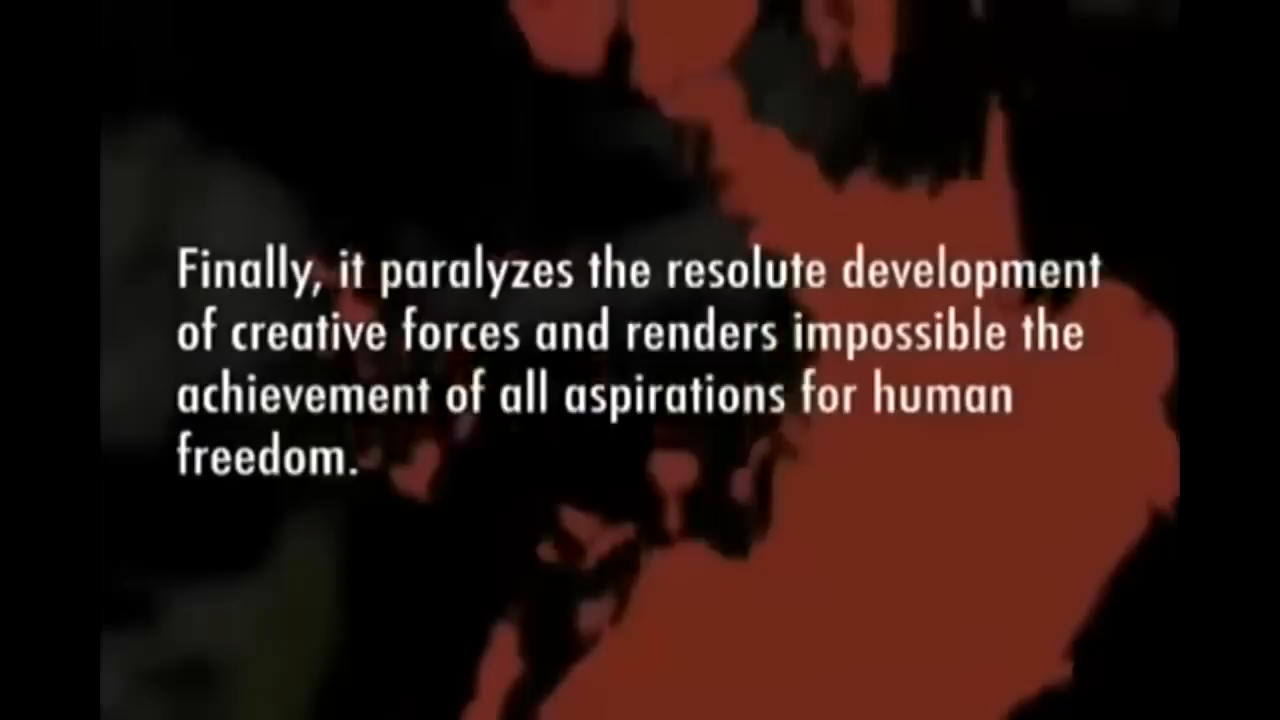 Finally, it paralyzes the resolute development
of creative forces and renders impossible the
achievement of all aspirations for human
freedom.